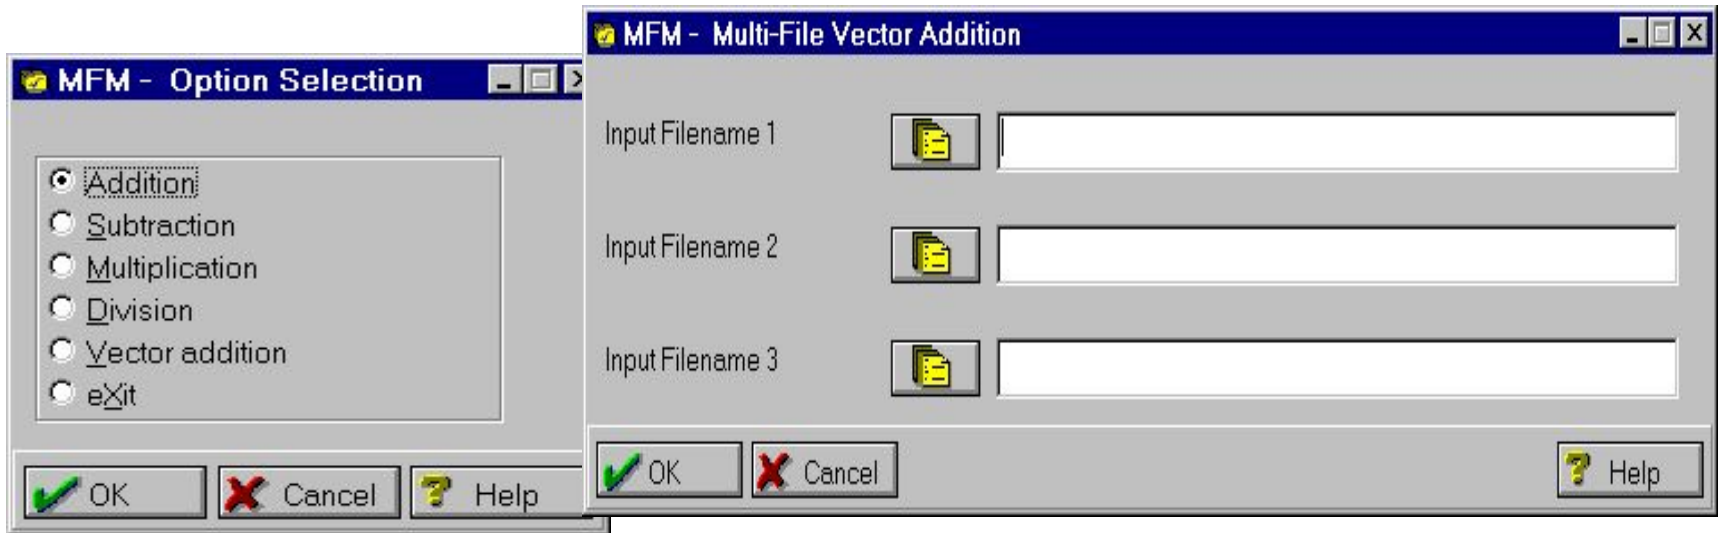 MFM - Option Selection
Addition
Subtraction
Multiplication
Division
Vector addition
eXit
OK
Cancel
Help
MFM - Multi-File Vector Addition
Input Filename 1
Input Filename 2
Input Filename 3
OK
Cancel
Help